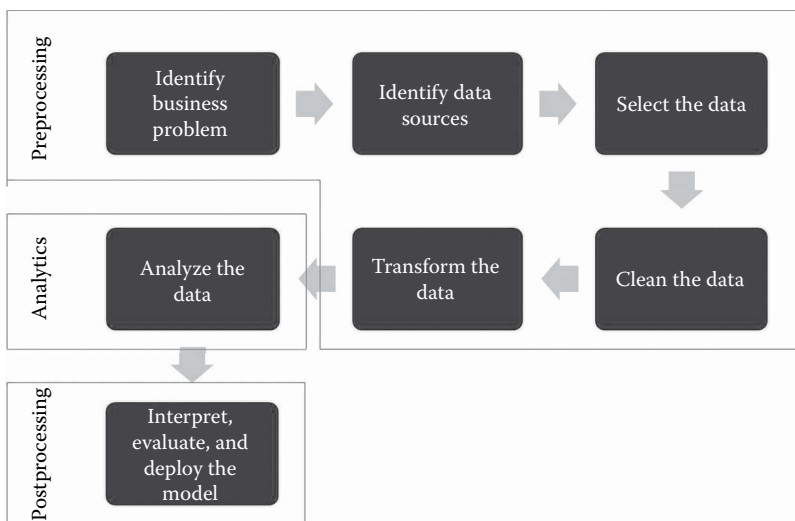 Preprocessing
Identify
business
problem
Identify data
sources
Select the data
Clean the data
Transform the
data
Analytics
Analyze the
data
Postprocessing
Interpret,
evaluate, and
deploy the
model